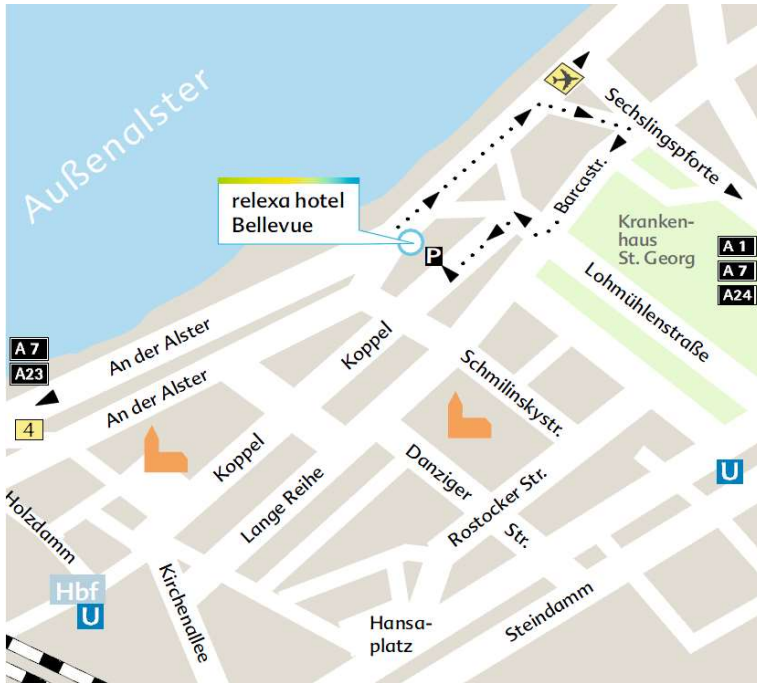 Außenalster
Sechslingspforte
relexa hotel
Bellevue
Barcastr.
Kranken-
haus
St. Georg
A 1
A 7
A24
P
Lohmühlenstraße
A 7
A23
4
An der Alster
An der Alster
Koppel
Schmilinskystr.
Koppel
Lange Reihe
Danziger
Str.
Rostocker Str.
U
Holzdamm
Hbf
U
Kirchenallee
Hansa-
platz
Steindamm